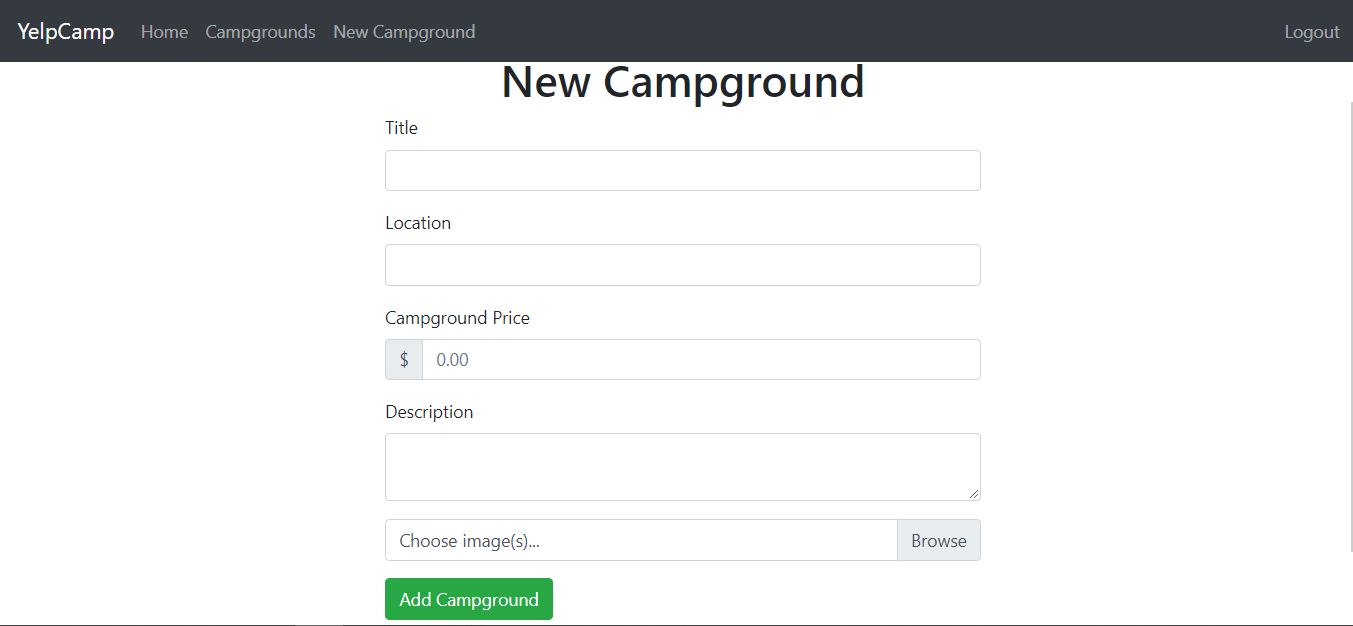 YelpCamp Home Campgrounds New Campground Logout
New Campground
Title
Location
Campground Price
$ 0.00
Description
Choose image(s)... Browse
Add Campground